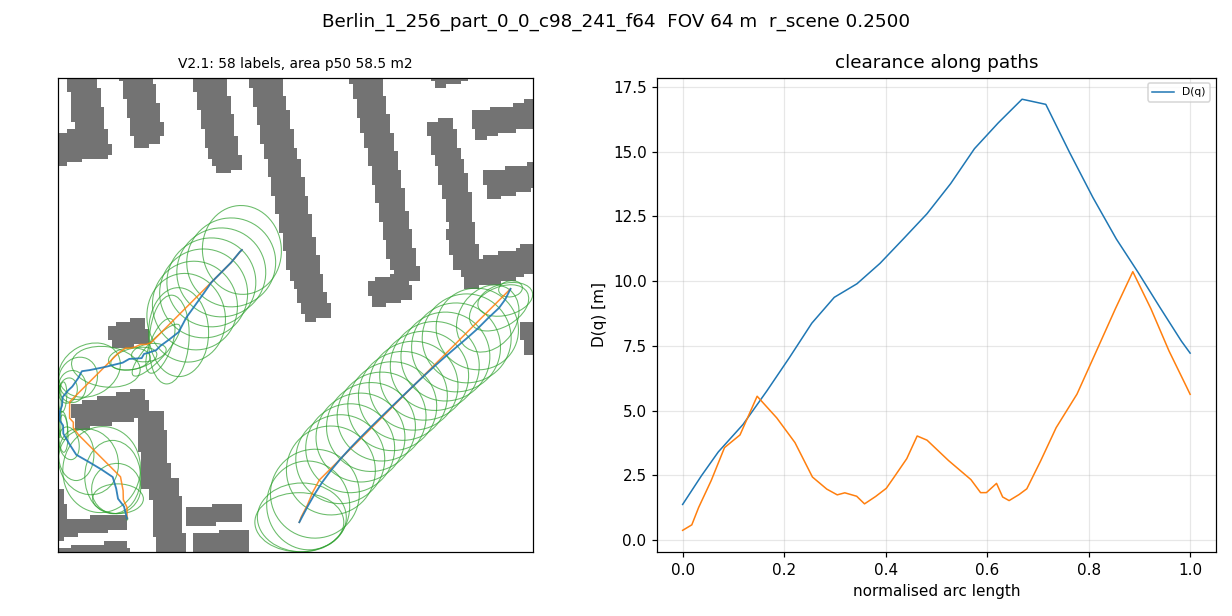 Berlin_1_256_part_0_0_c98_241_f64  FOV 64 m  r_scene 0.2500
V2.1: 58 labels, area p50 58.5 m2
clearance along paths
D(q)
D(q) [m]
17.5
15.0
12.5
10.0
7.5
5.0
2.5
0.0
0.0 0.2 0.4 0.6 0.8 1.0
normalised arc length